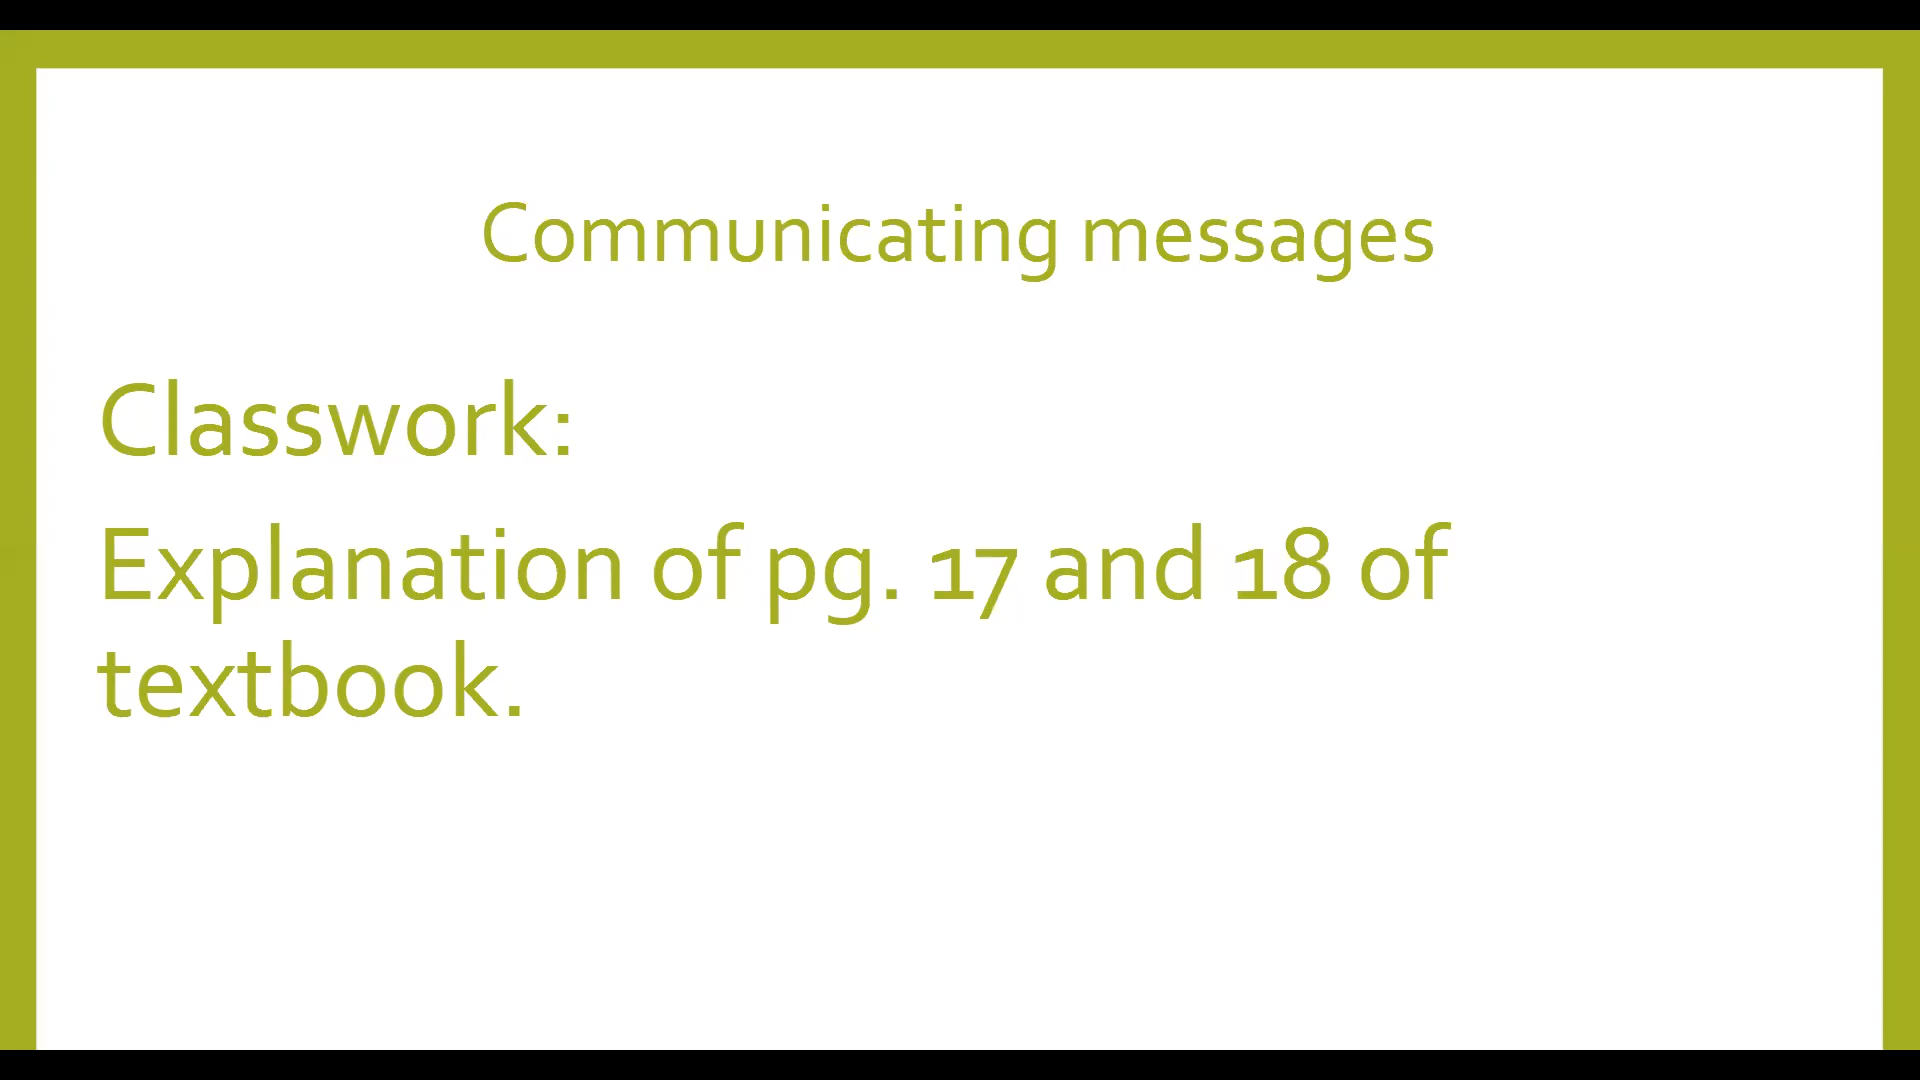 Communicating messages
Classwork:
Explanation of pg. 17 and 18 of
textbook.